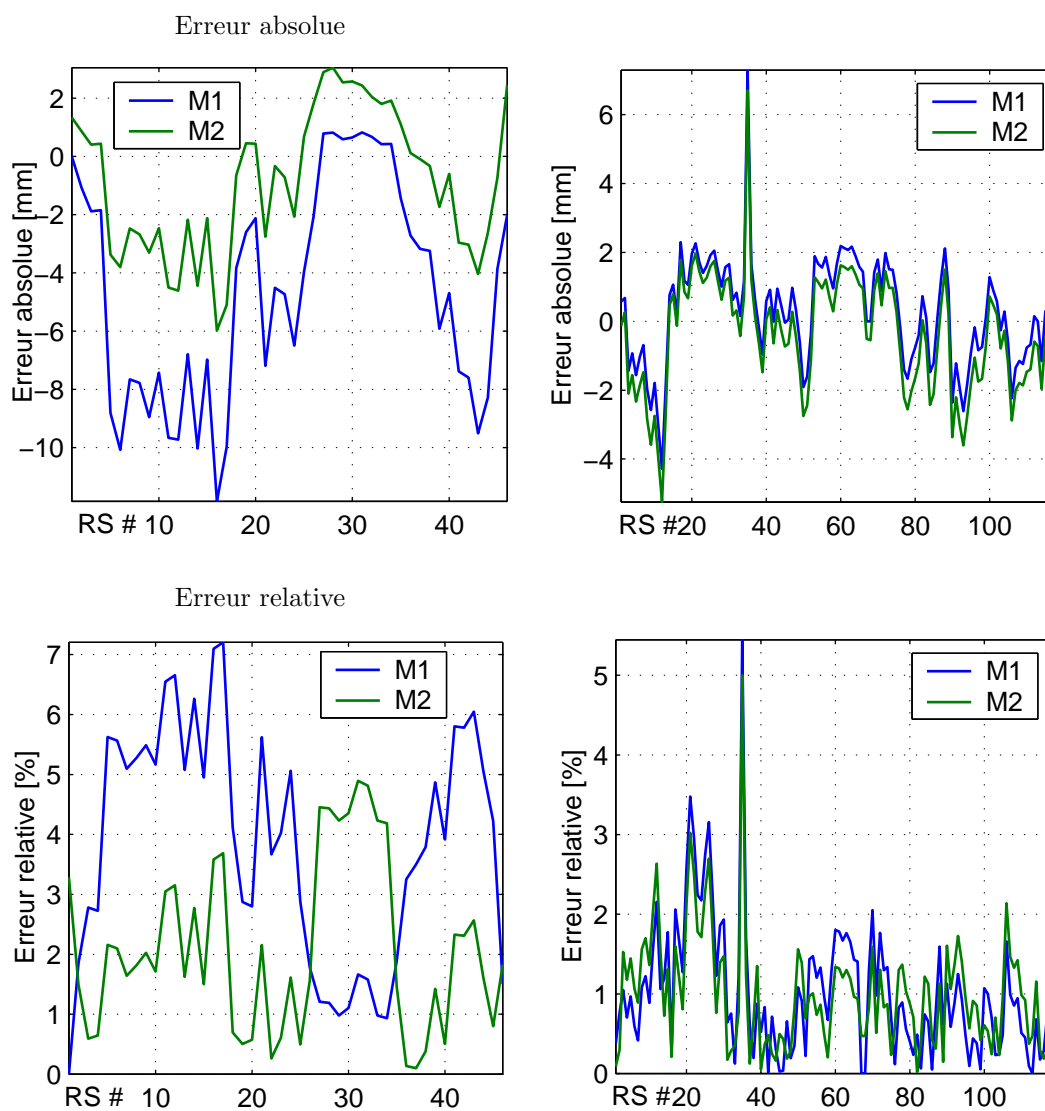 Erreur absolue
M1
M2
Erreur absolue [mm]
2
0
−2
−4
−6
−8
−10
RS # 10 20 30 40
M1
M2
Erreur absolue [mm]
6
4
2
0
−2
−4
RS # 20 40 60 80 100
Erreur relative
M1
M2
Erreur relative [%]
7
6
5
4
3
2
1
0
RS # 10 20 30 40
M1
M2
Erreur relative [%]
5
4
3
2
1
0
RS # 20 40 60 80 100